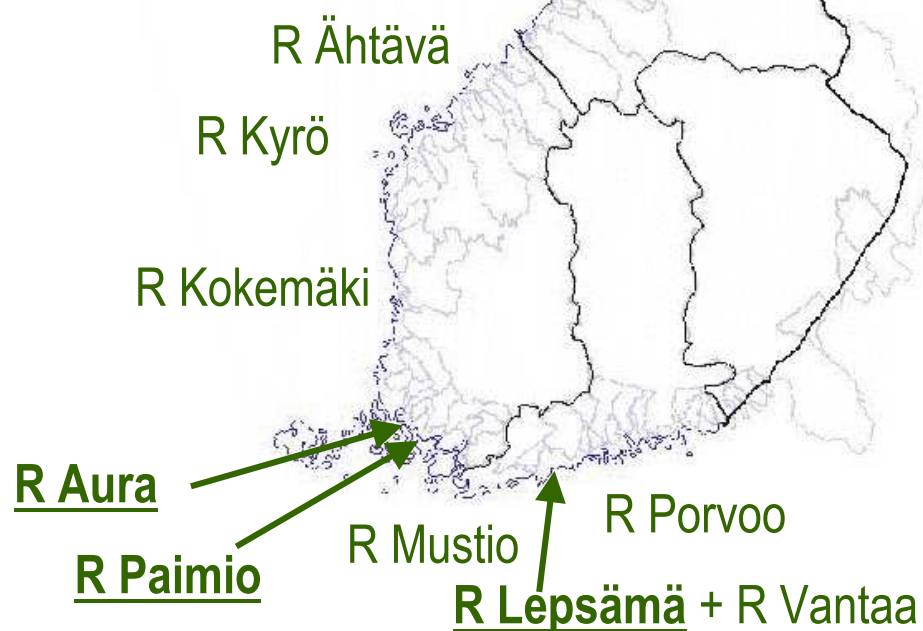 R Ähtävä
R Kyrö
R Kokemäki
R Aura
R Porvoo
R Mustio
R Paimio
R Lepsämä + R Vantaa